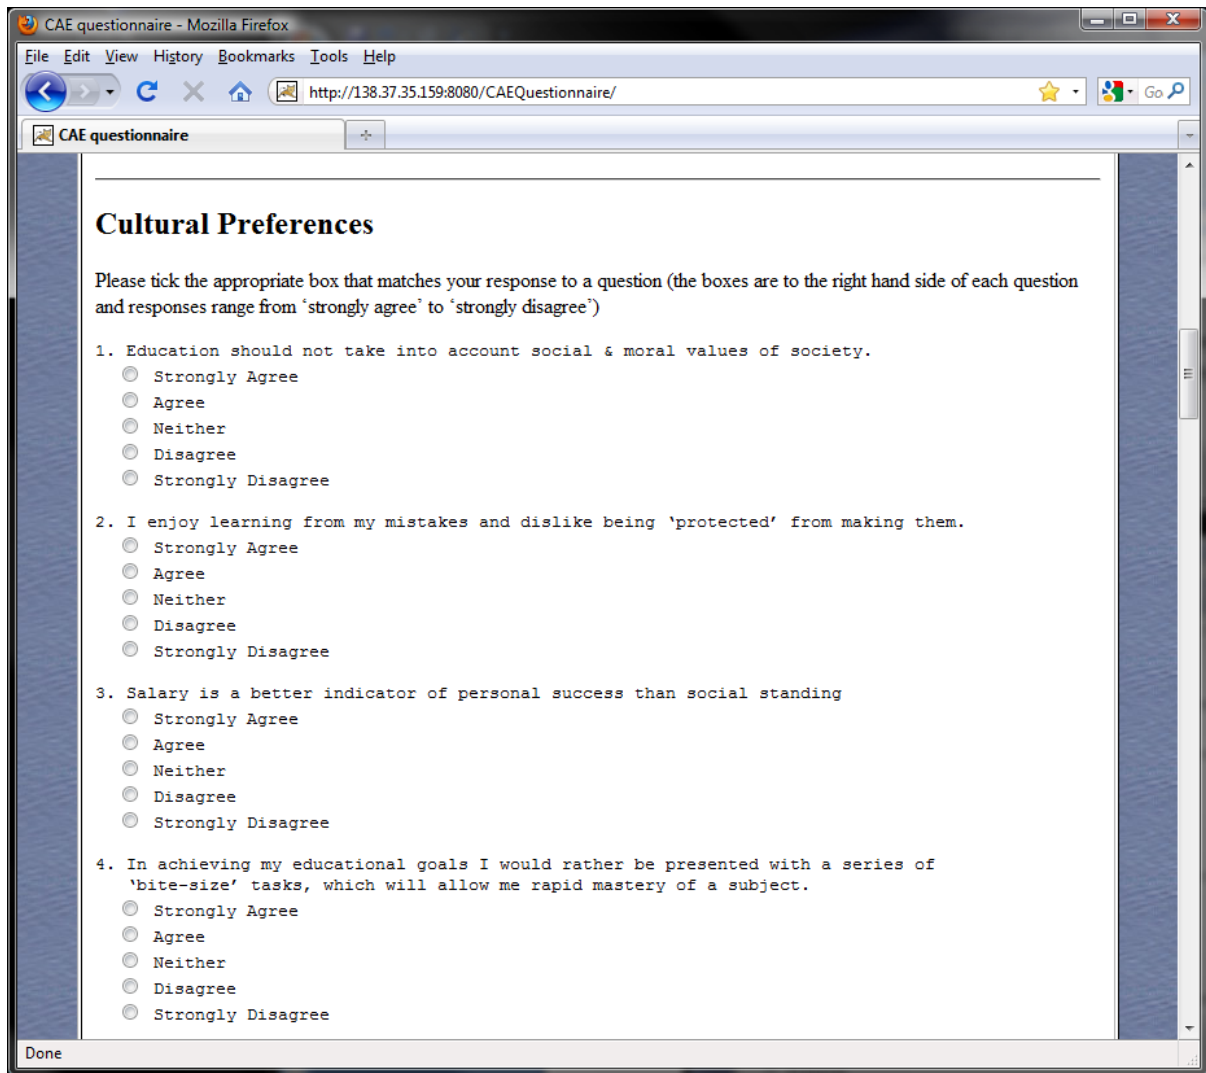 CAE questionnaire - Mozilla Firefox
File Edit View History Bookmarks Tools Help
http://138.37.35.159:8080/CAEQuestionnaire/
Go
CAE questionnaire
Cultural Preferences
Please tick the appropriate box that matches your response to a question (the boxes are to the right hand side of each question
and responses range from ‘strongly agree’ to ‘strongly disagree’)
1. Education should not take into account social & moral values of society.
Strongly Agree
Agree
Neither
Disagree
Strongly Disagree
2. I enjoy learning from my mistakes and dislike being ‘protected’ from making them.
Strongly Agree
Agree
Neither
Disagree
Strongly Disagree
3. Salary is a better indicator of personal success than social standing
Strongly Agree
Agree
Neither
Disagree
Strongly Disagree
4. In achieving my educational goals I would rather be presented with a series of
‘bite-size’ tasks, which will allow me rapid mastery of a subject.
Strongly Agree
Agree
Neither
Disagree
Strongly Disagree
Done